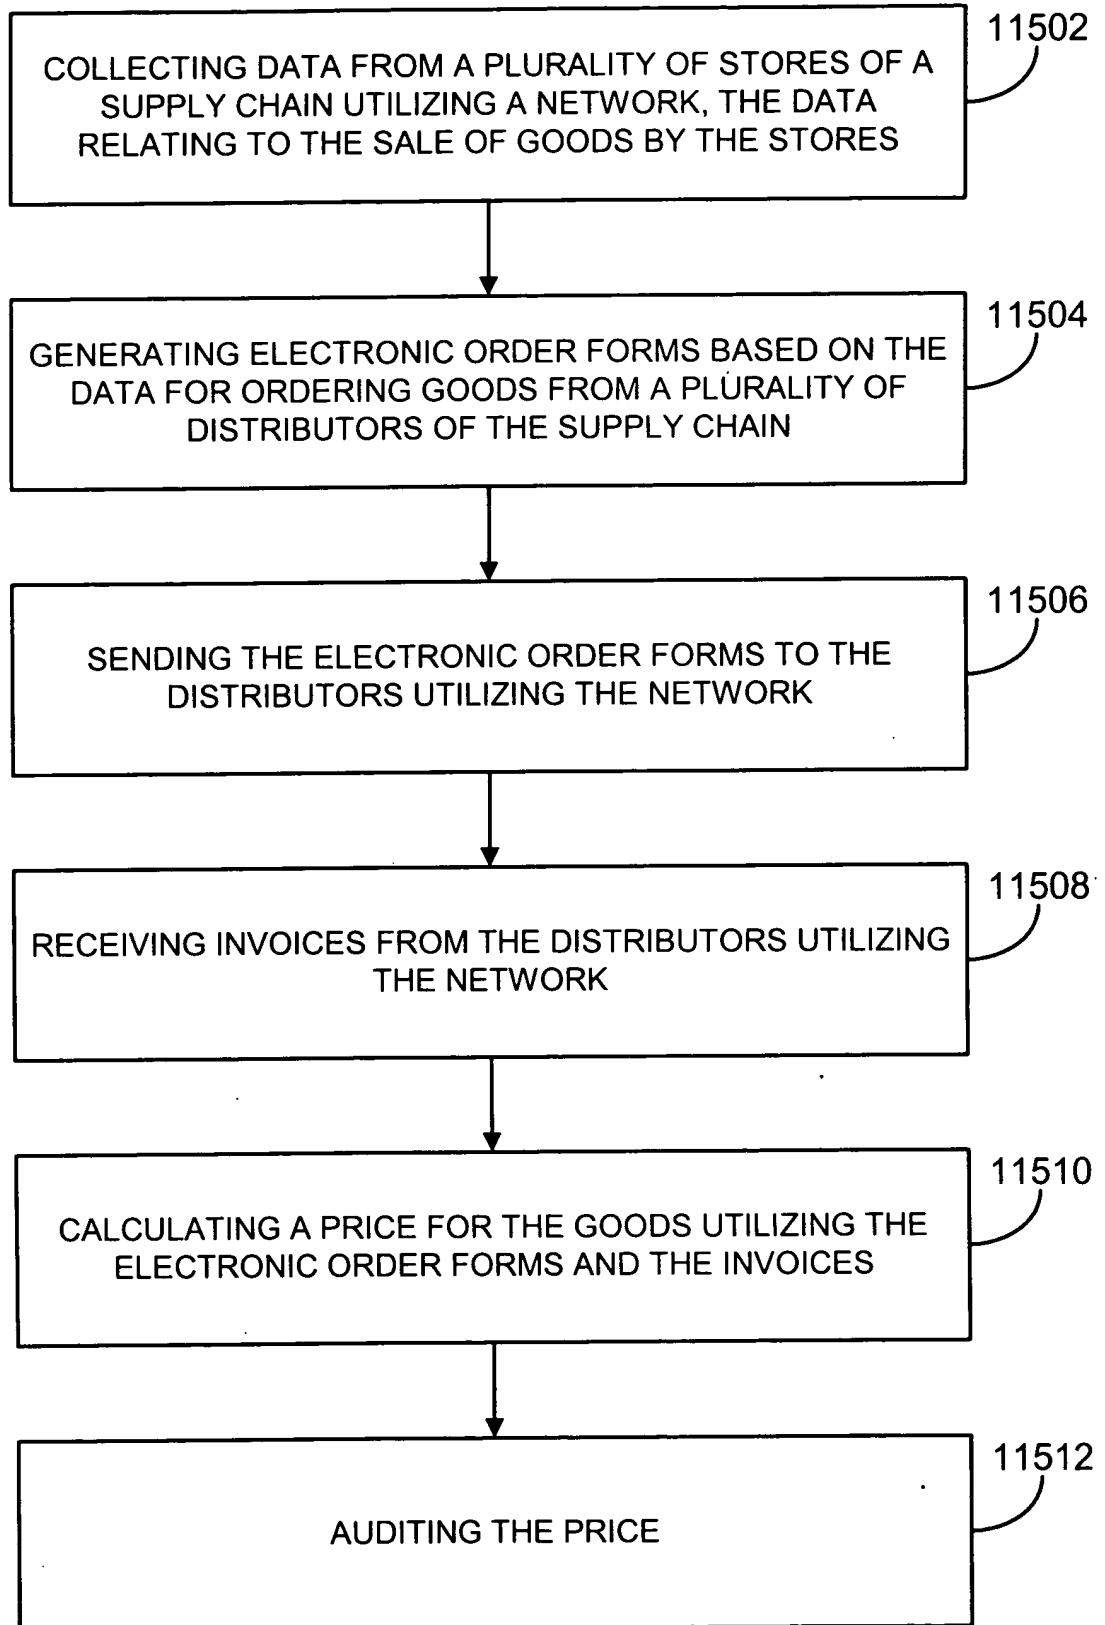 11502
COLLECTING DATA FROM A PLURALITY OF STORES OF A
SUPPLY CHAIN UTILIZING A NETWORK, THE DATA
RELATING TO THE SALE OF GOODS BY THE STORES
11504
GENERATING ELECTRONIC ORDER FORMS BASED ON THE
DATA FOR ORDERING GOODS FROM A PLURALITY OF
DISTRIBUTORS OF THE SUPPLY CHAIN
11506
SENDING THE ELECTRONIC ORDER FORMS TO THE
DISTRIBUTORS UTILIZING THE NETWORK
11508
RECEIVING INVOICES FROM THE DISTRIBUTORS UTILIZING
THE NETWORK
11510
CALCULATING A PRICE FOR THE GOODS UTILIZING THE
ELECTRONIC ORDER FORMS AND THE INVOICES
11512
AUDITING THE PRICE